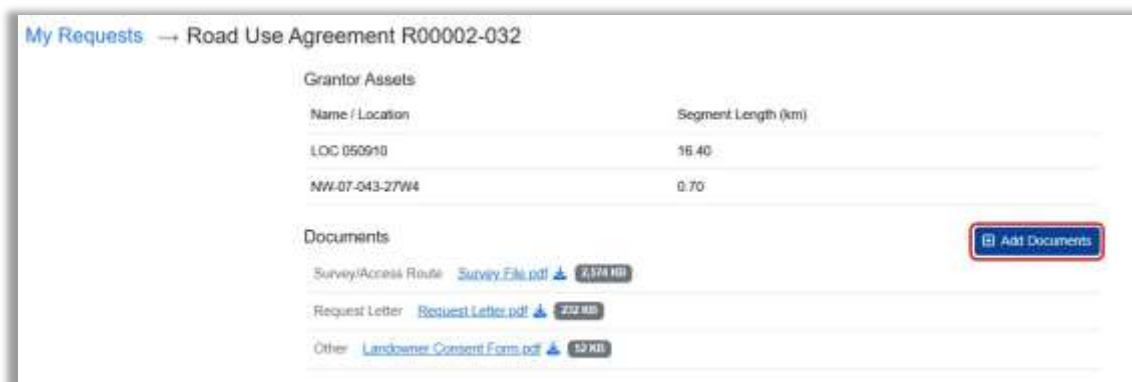 My Requests → Road Use Agreement R00002-032
Grantor Assets
Name / Location Segment Length (km)
LOC 050910 16.40
NW-07-043-27W4 0.70
Documents Add Documents
Survey/Access Route Survey File.pdf 2,574 KB
Request Letter Request Letter.pdf 232 KB
Other Landowner Consent Form.pdf 52 KB